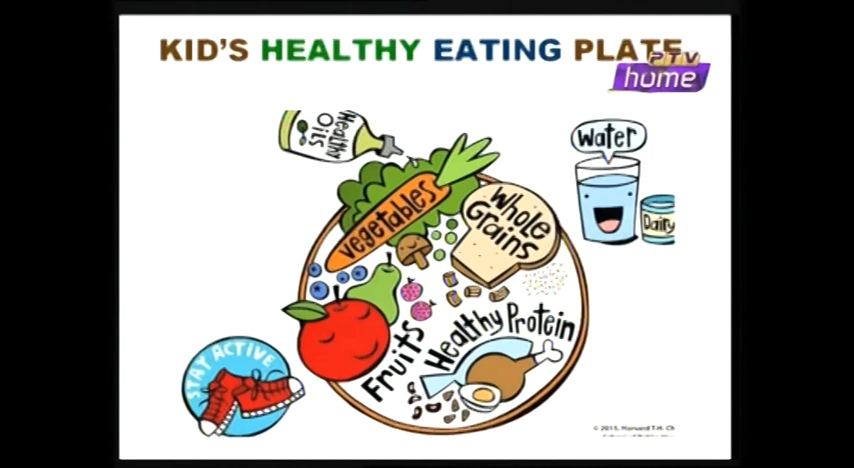 KID'S HEALTHY EATING PLATE
PTV
home
Healthy
Oils
Water
vegetables
Whole
Grains
Dairy
STAY ACTIVE
Fruits
Healthy Protein
© 2015, Harvard T.H. Ch